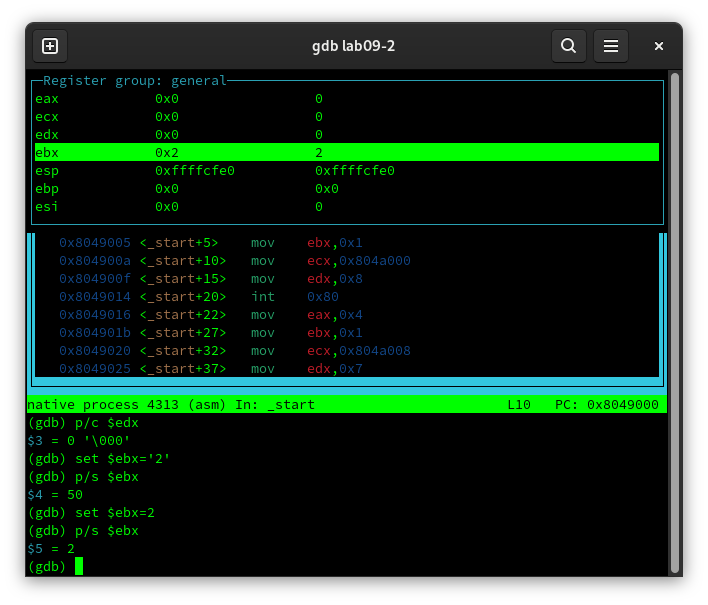 gdb lab09-2
Register group: general
eax 0x0 0
ecx 0x0 0
edx 0x0 0
ebx 0x2 2
esp 0xffffcfe0 0xffffcfe0
ebp 0x0 0x0
esi 0x0 0
0x8049005 <_start+5> mov ebx,0x1
0x804900a <_start+10> mov ecx,0x804a000
0x804900f <_start+15> mov edx,0x8
0x8049014 <_start+20> int 0x80
0x8049016 <_start+22> mov eax,0x4
0x804901b <_start+27> mov ebx,0x1
0x8049020 <_start+32> mov ecx,0x804a008
0x8049025 <_start+37> mov edx,0x7
native process 4313 (asm) In: _start L10 PC: 0x8049000
(gdb) p/c $edx
$3 = 0 '\000'
(gdb) set $ebx='2'
(gdb) p/s $ebx
$4 = 50
(gdb) set $ebx=2
(gdb) p/s $ebx
$5 = 2
(gdb)